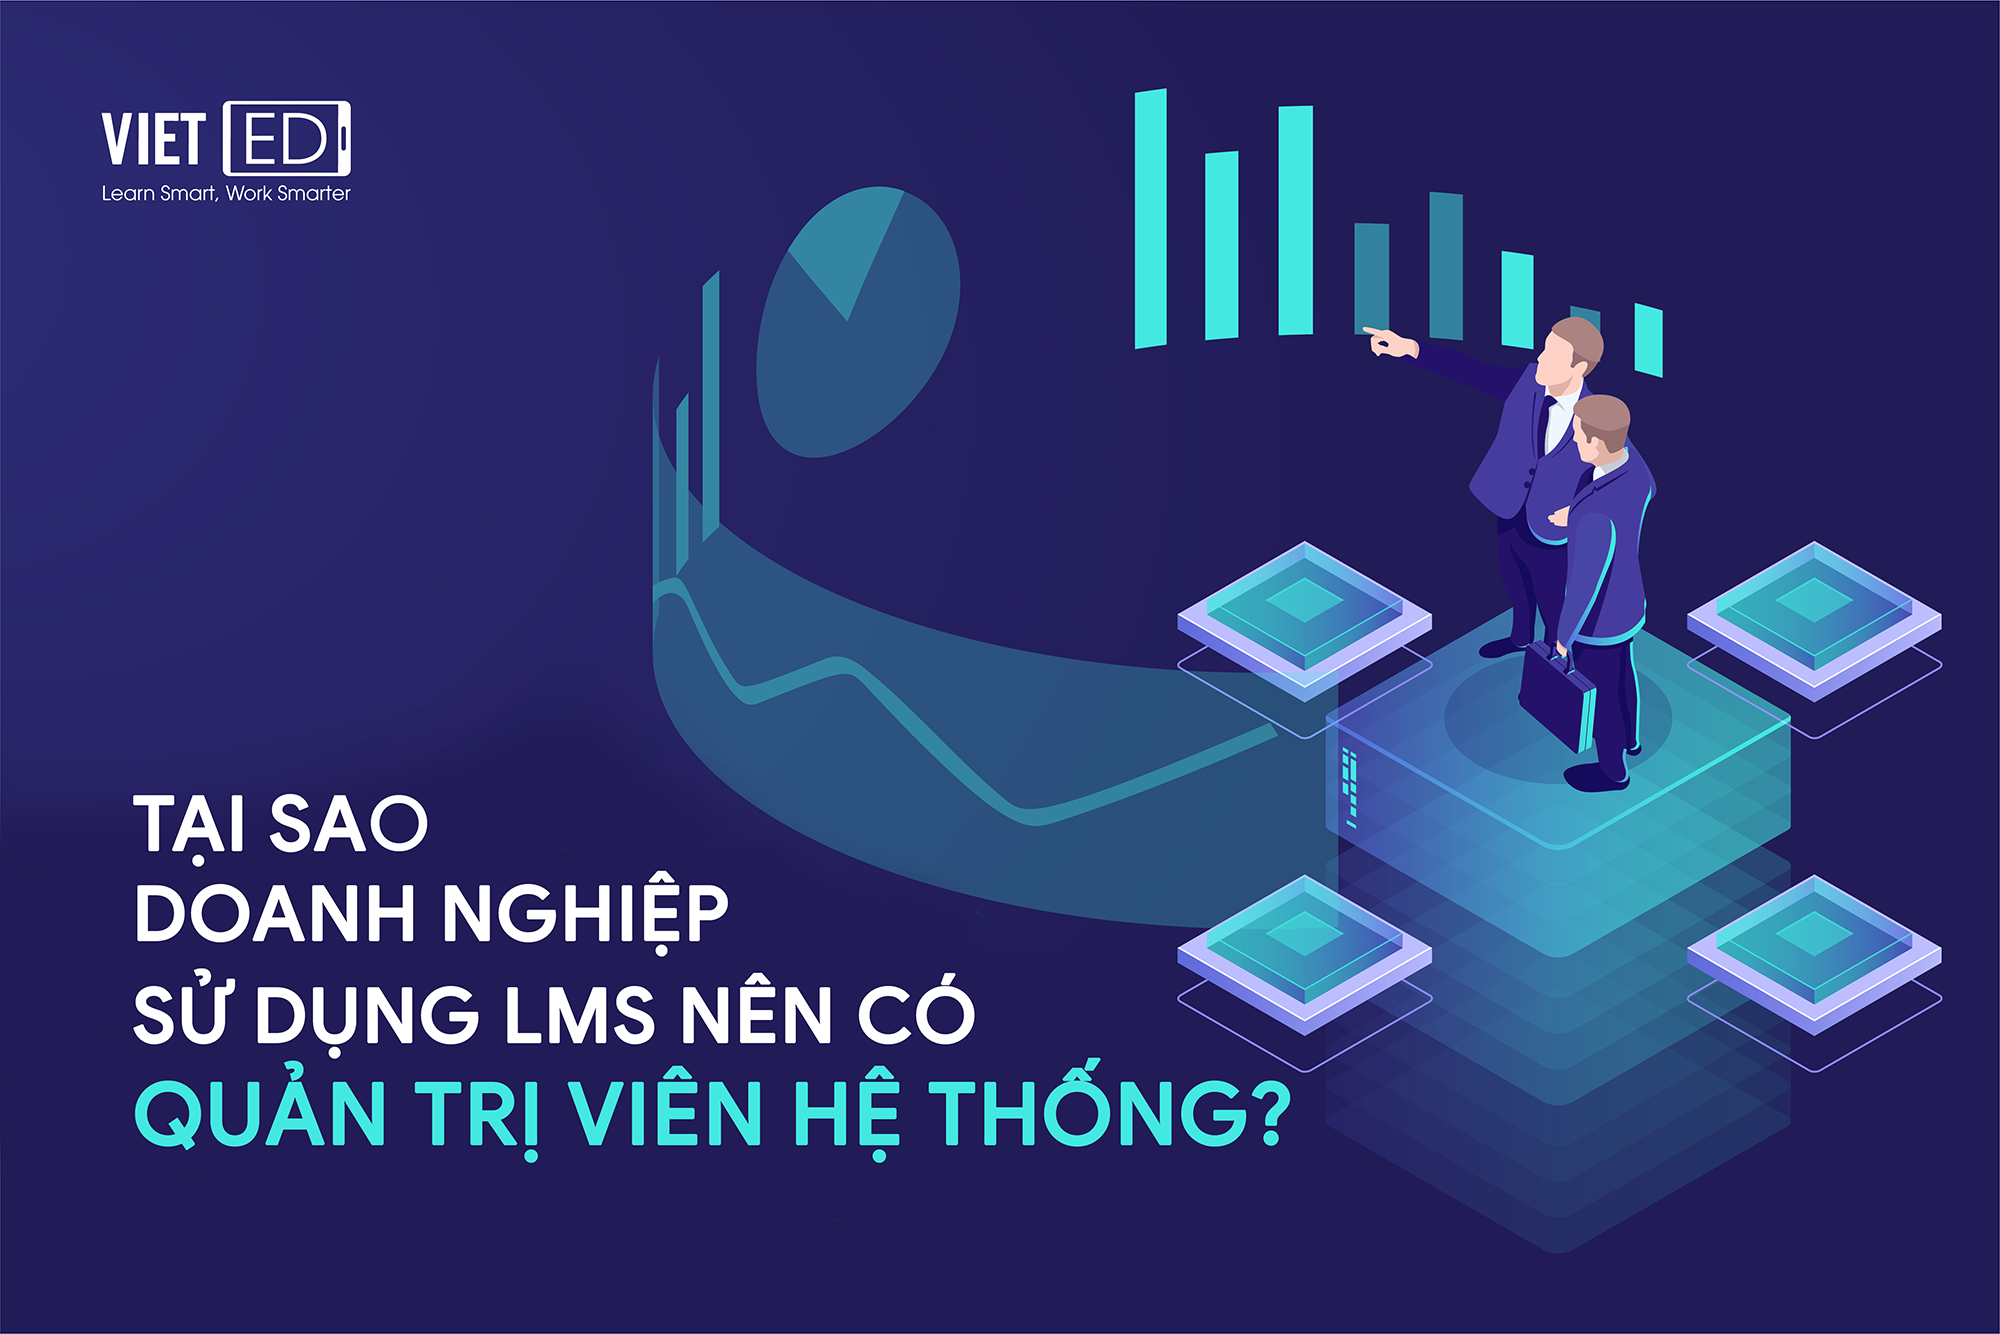 VIET ED
Learn Smart, Work Smarter
TẠI SAO
DOANH NGHIỆP
SỬ DỤNG LMS NÊN CÓ
QUẢN TRỊ VIÊN HỆ THỐNG?